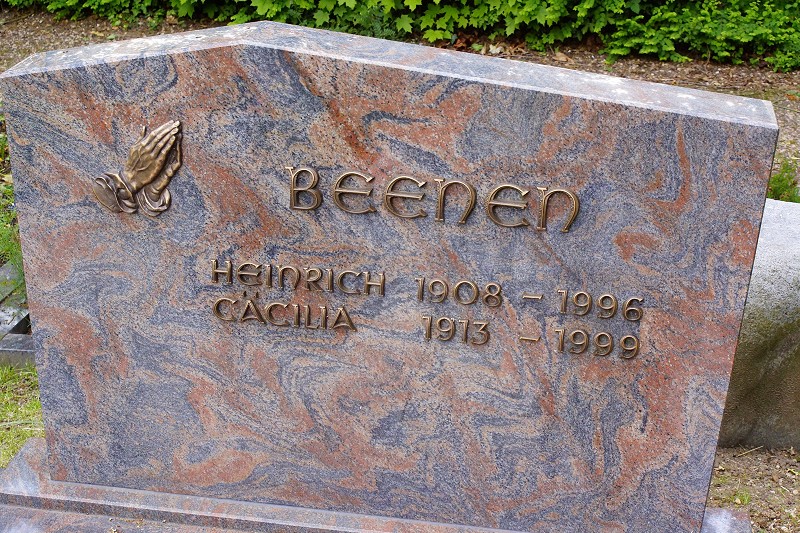 BEENEN
HEINRICH 1908 – 1996
CÄCILIA 1913 – 1999